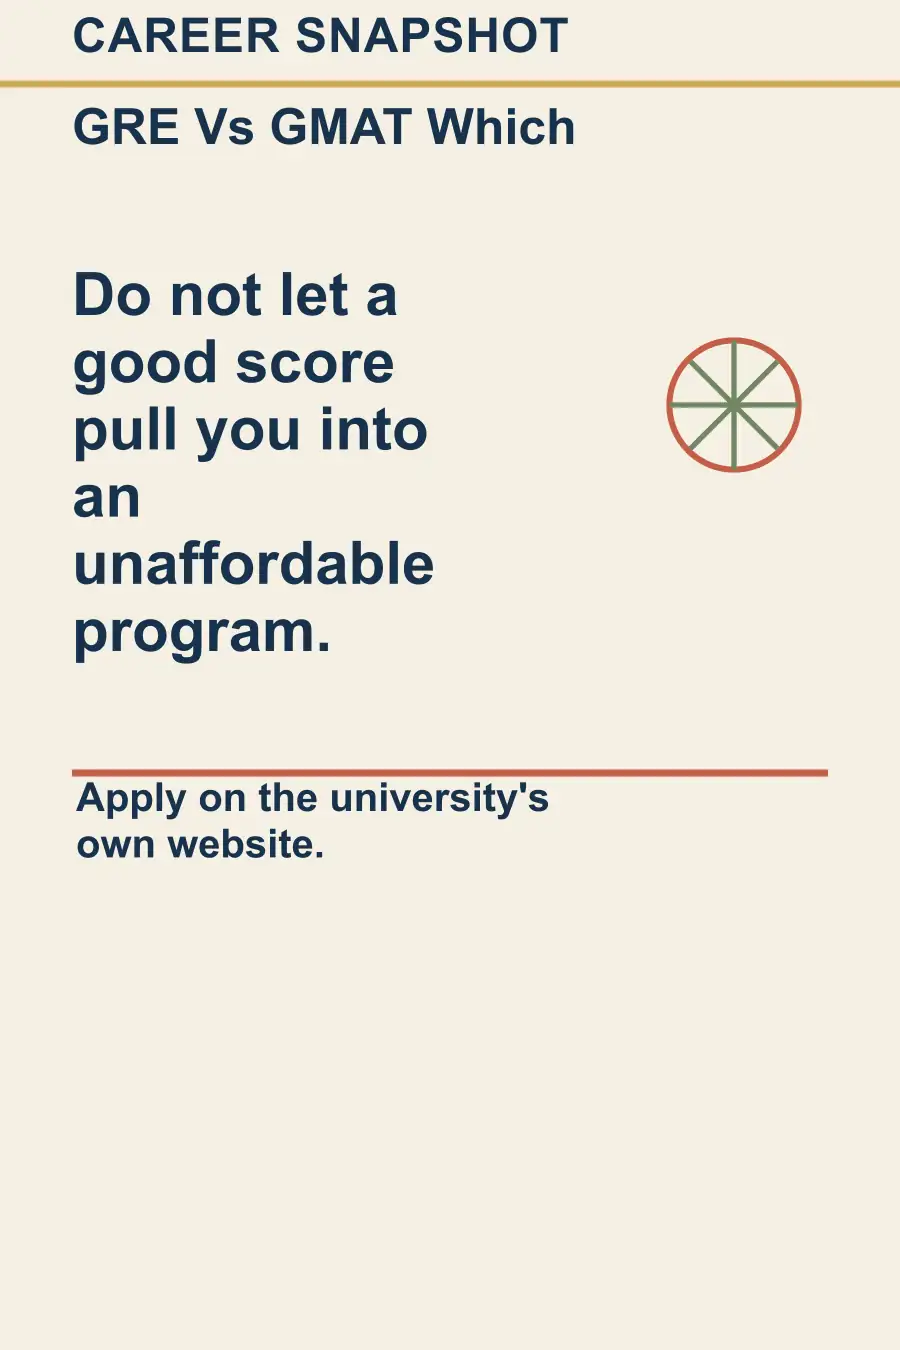 CAREER SNAPSHOT
GRE Vs GMAT Which
Do not let a
good score
pull you into
an
unaffordable
program.
Apply on the university's
own website.